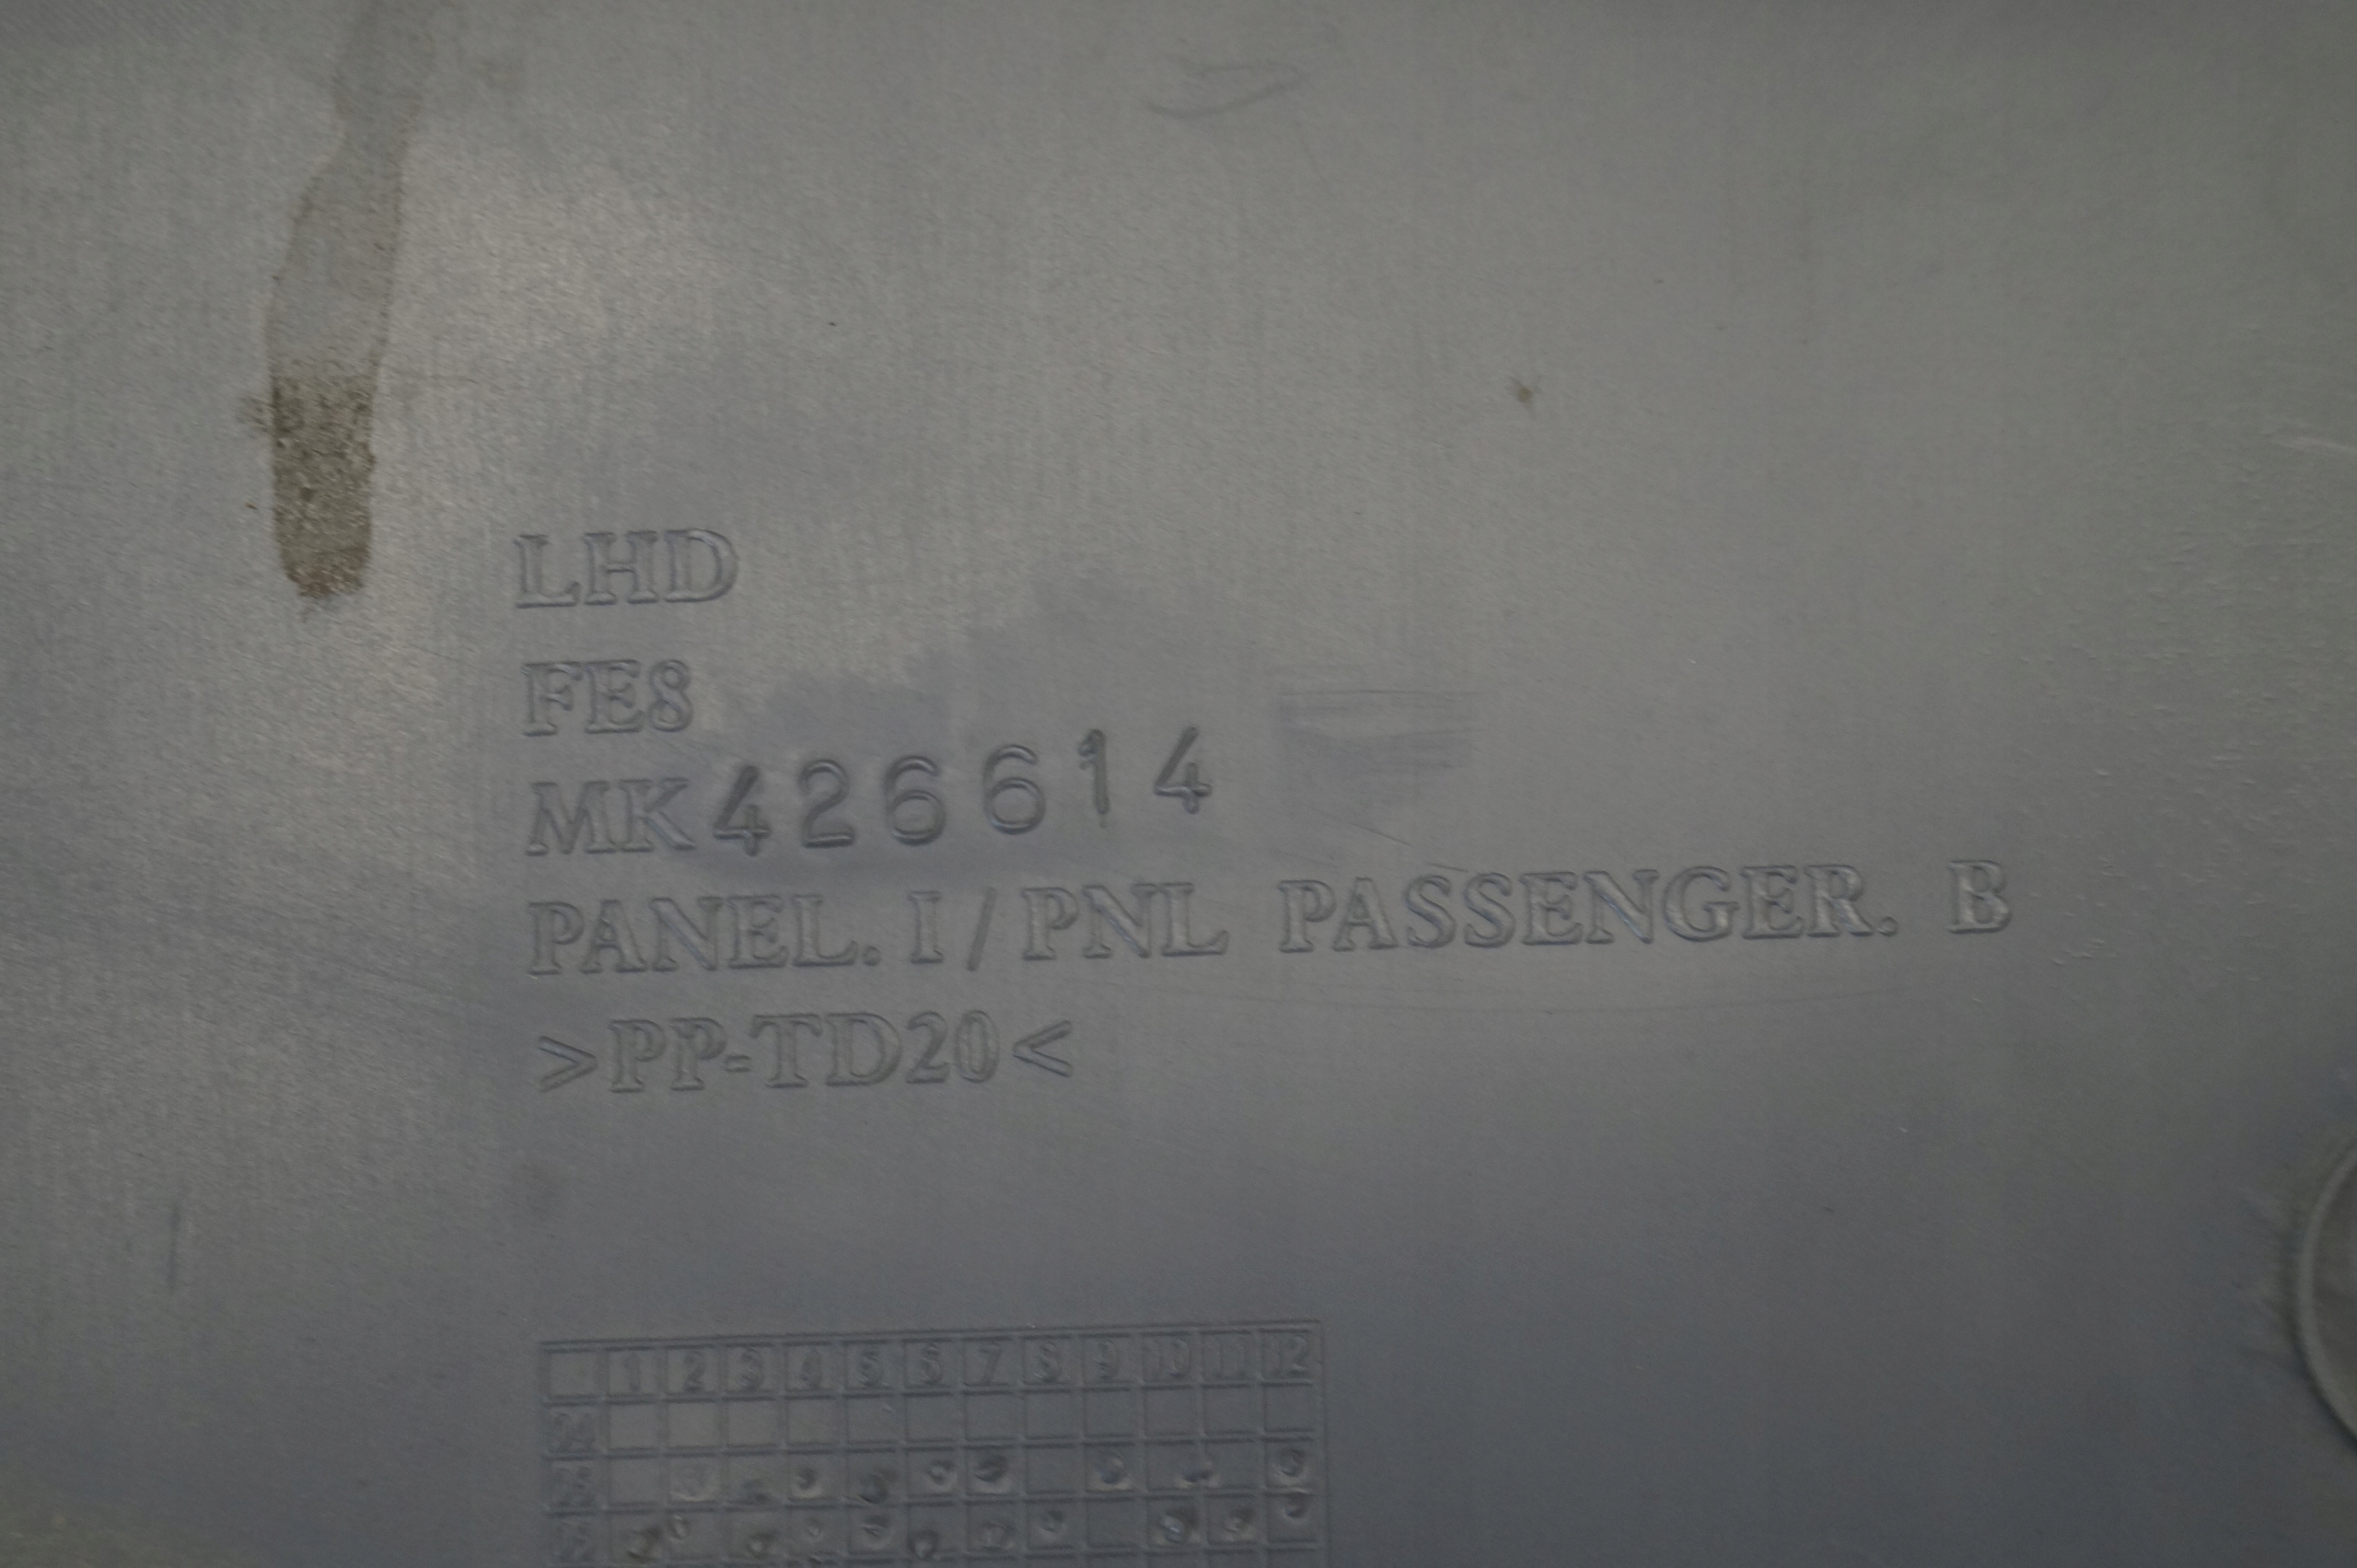 LHD
FE8
MK426614
PANEL. I/PNL PASSENGER. B
>PP-TD20<
1 2 3 4 5 6 7 8 9 10 11 12